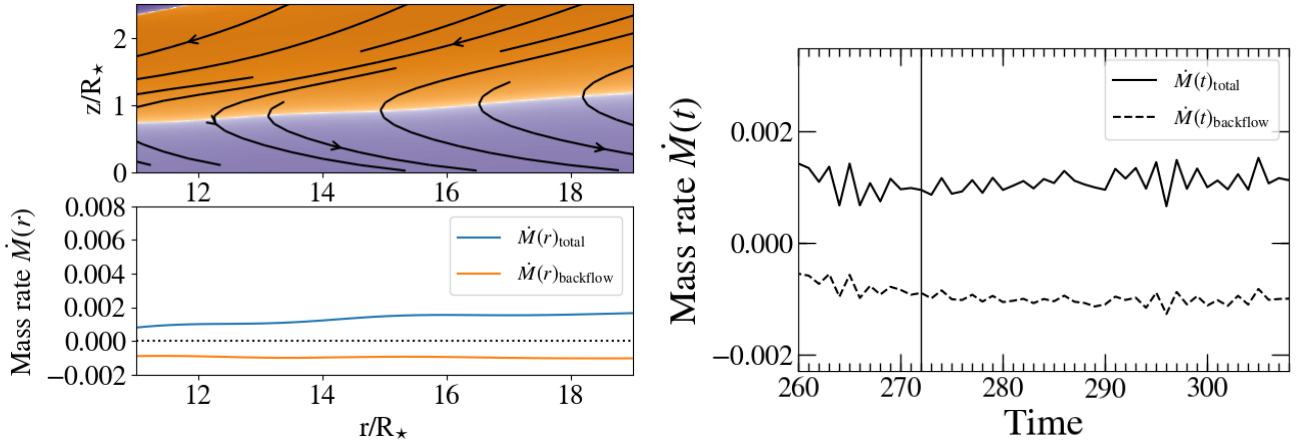 z/R⋆
2
1
0
12
14
16
18
Mass rate Ṁ(r)
0.008
0.006
0.004
0.002
0.000
−0.002
Ṁ(r)total
Ṁ(r)backflow
12
14
16
18
r/R⋆
Mass rate Ṁ(t)
0.002
0.000
−0.002
Ṁ(t)total
Ṁ(t)backflow
260
270
280
290
300
Time